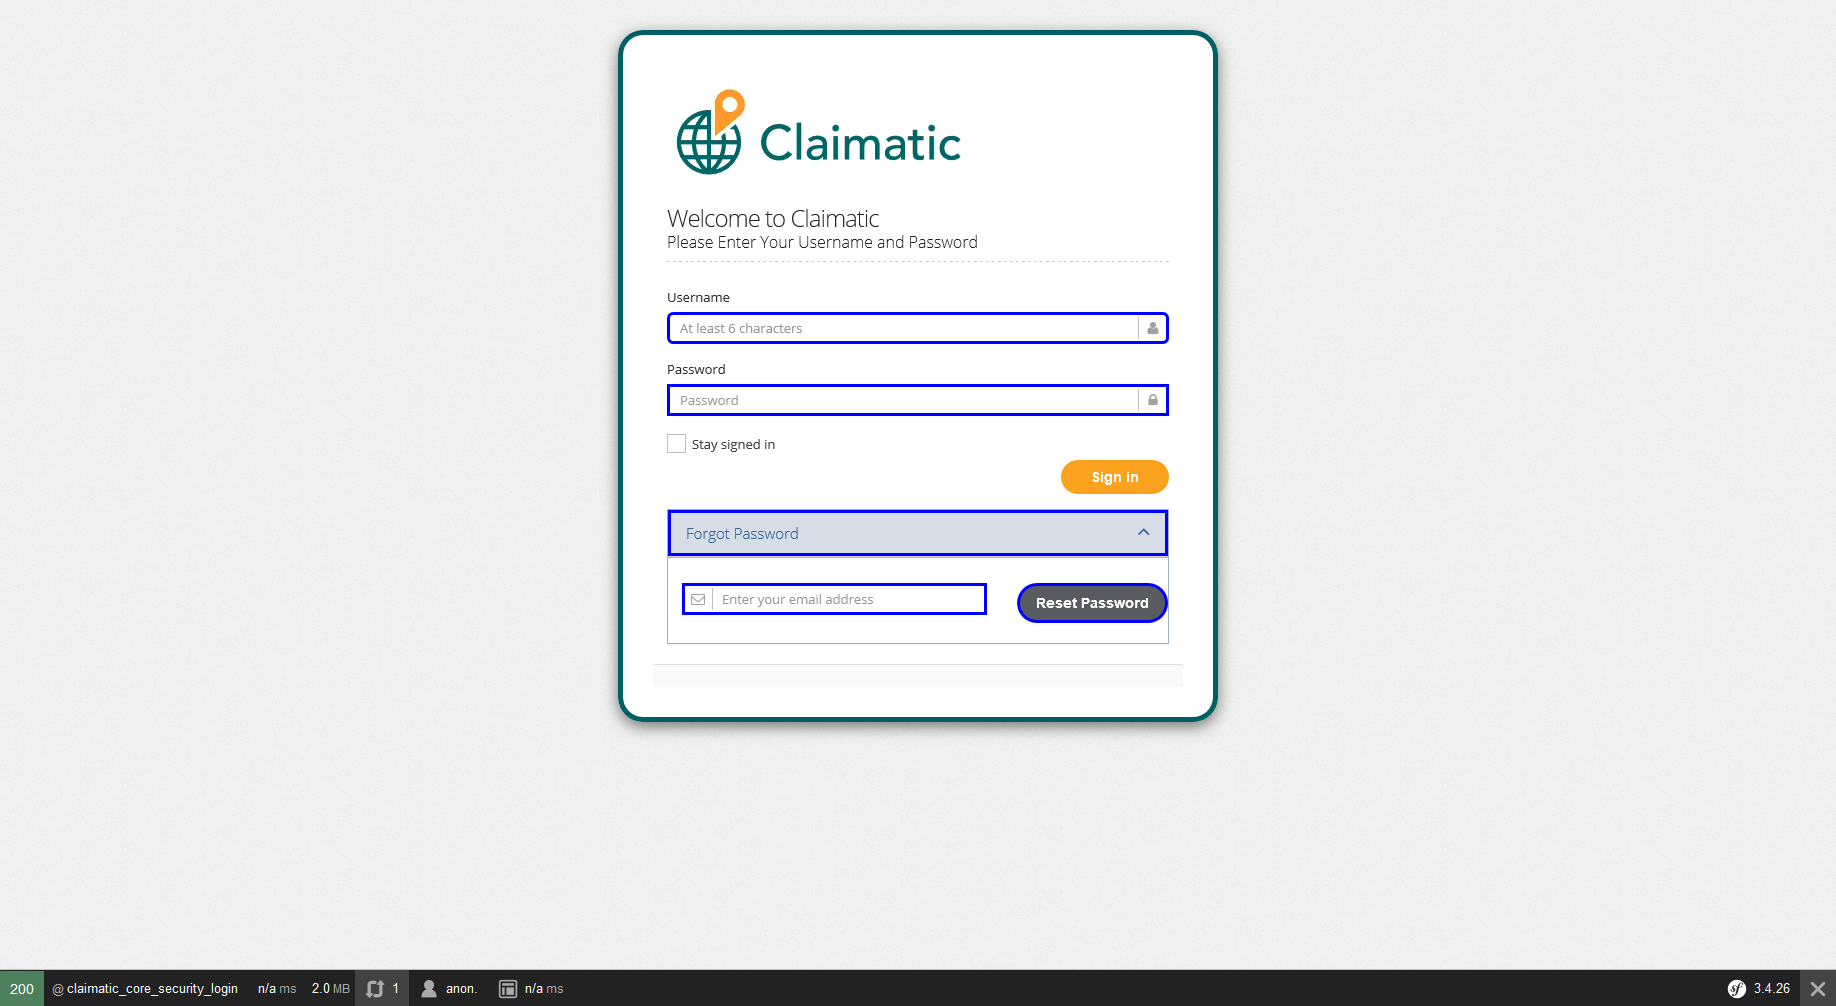 Claimatic
Welcome to Claimatic
Please Enter Your Username and Password
Username
At least 6 characters
Password
Password
Stay signed in
Sign in
Forgot Password
Enter your email address
Reset Password
200 @ claimatic_core_security_login n/a ms 2.0 MB 1 anon. n/a ms sf 3.4.26